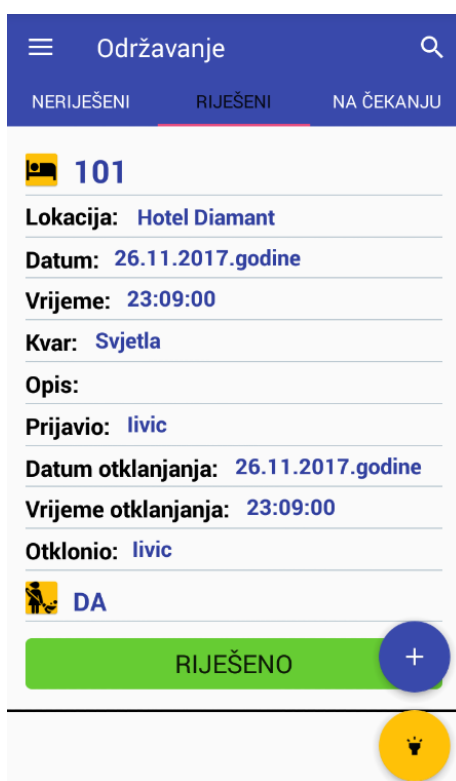 Održavanje
NERIJEŠENI RIJEŠENI NA ČEKANJU
101
Lokacija: Hotel Diamant
Datum: 26.11.2017.godine
Vrijeme: 23:09:00
Kvar: Svjetla
Opis:
Prijavio: livic
Datum otklanjanja: 26.11.2017.godine
Vrijeme otklanjanja: 23:09:00
Otklonio: livic
DA
RIJEŠENO
+